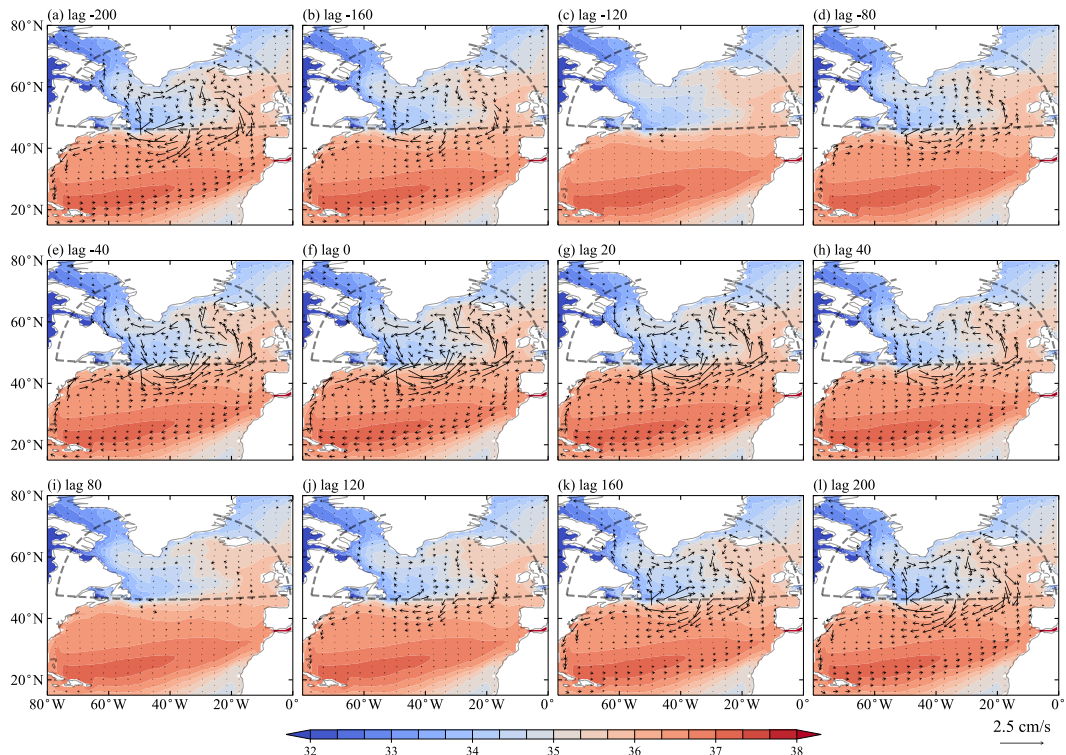 (a) lag -200 (b) lag -160 (c) lag -120 (d) lag -80
80°N
60°N
40°N
20°N
(e) lag -40 (f) lag 0 (g) lag 20 (h) lag 40
80°N
60°N
40°N
20°N
(i) lag 80 (j) lag 120 (k) lag 160 (l) lag 200
80°N
60°N
40°N
20°N
80°W 60°W 40°W 20°W 0° 60°W 40°W 20°W 0° 60°W 40°W 20°W 0° 60°W 40°W 20°W 0°
2.5 cm/s
32 33 34 35 36 37 38